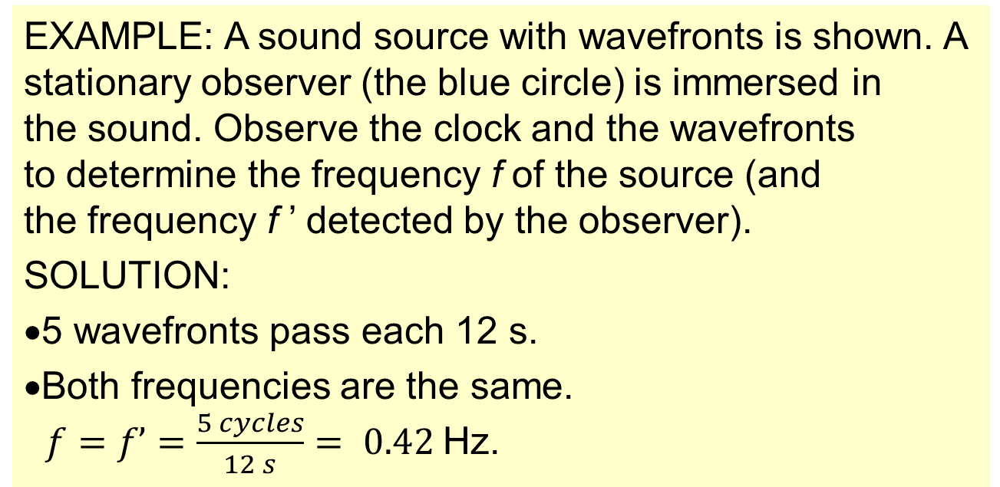 EXAMPLE: A sound source with wavefronts is shown. A
stationary observer (the blue circle) is immersed in
the sound. Observe the clock and the wavefronts
to determine the frequency f of the source (and
the frequency f ’ detected by the observer).
SOLUTION:
•5 wavefronts pass each 12 s.
•Both frequencies are the same.
f = f’ = 5 cycles / 12 s = 0.42 Hz.